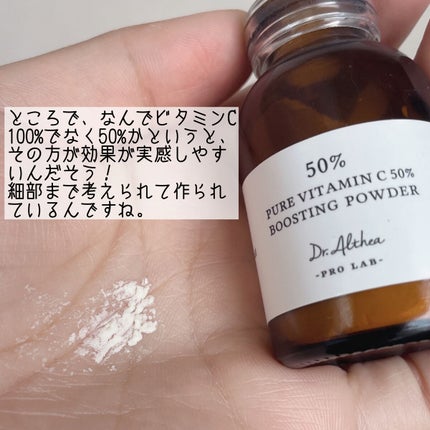 ところで、なんでビタミンC
100%でなく50%かというと、
その方が効果が実感しやす
いんだそう!
細部まで考えられて作られ
ているんですね。
50%
PURE VITAMIN C 50%
BOOSTING POWDER
Dr.Althea
-PRO LAB-